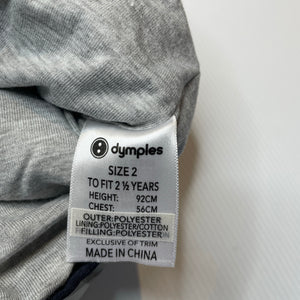 dymples
SIZE 2
TO FIT 2 ½ YEARS
HEIGHT: 92CM
CHEST: 56CM
OUTER:POLYESTER
LINING:POLYESTER/COTTON
FILLING:POLYESTER
EXCLUSIVE OF TRIM
MADE IN CHINA